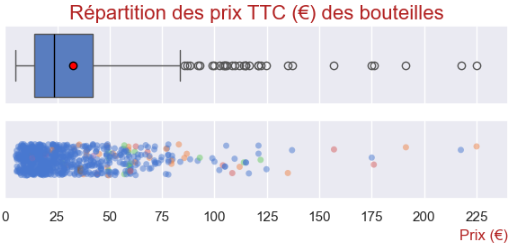 Répartition des prix TTC (€) des bouteilles
0 25 50 75 100 125 150 175 200 225
Prix (€)